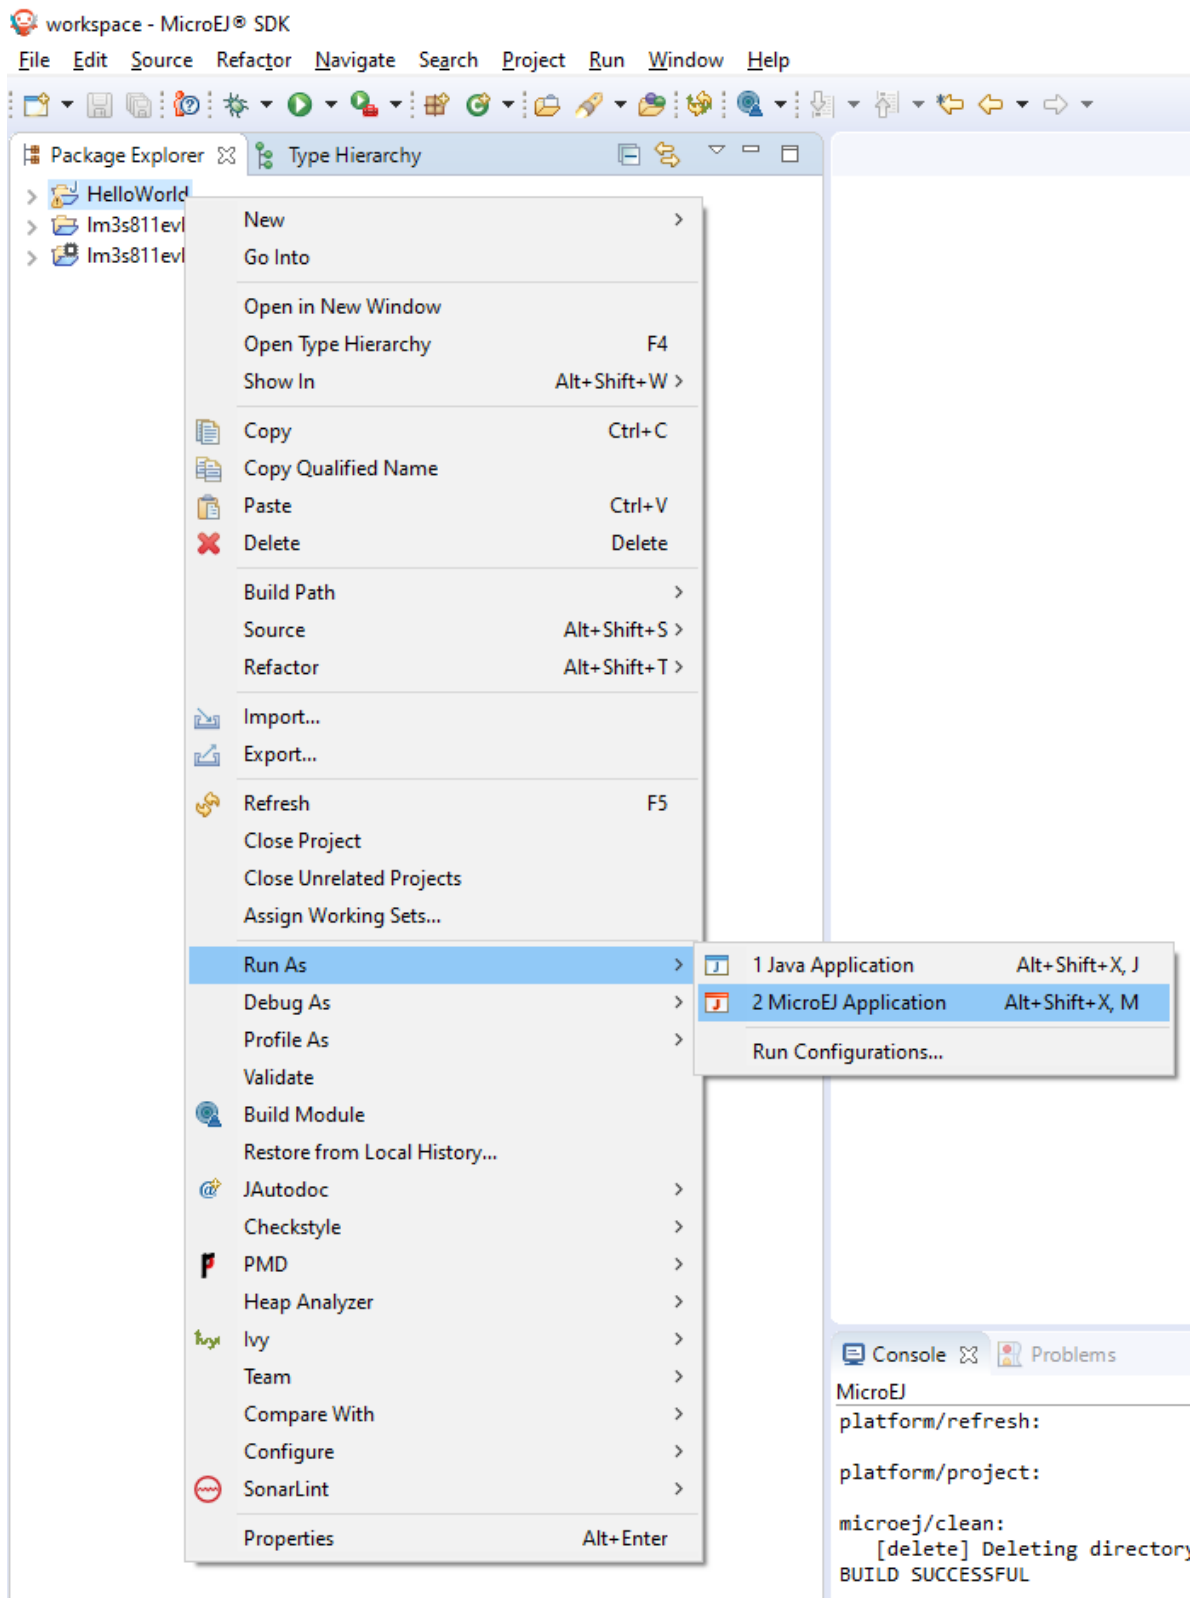 workspace - MicroEJ® SDK
File Edit Source Refactor Navigate Search Project Run Window Help
Package Explorer Type Hierarchy
HelloWorld
lm3s811evl
lm3s811evl
New
Go Into
Open in New Window
Open Type Hierarchy F4
Show In Alt+Shift+W
Copy Ctrl+C
Copy Qualified Name
Paste Ctrl+V
Delete Delete
Build Path
Source Alt+Shift+S
Refactor Alt+Shift+T
Import...
Export...
Refresh F5
Close Project
Close Unrelated Projects
Assign Working Sets...
Run As
1 Java Application Alt+Shift+X, J
2 MicroEJ Application Alt+Shift+X, M
Run Configurations...
Debug As
Profile As
Validate
Build Module
Restore from Local History...
JAutodoc
Checkstyle
PMD
Heap Analyzer
Ivy
Team
Compare With
Configure
SonarLint
Properties Alt+Enter
Console Problems
MicroEJ
platform/refresh:
platform/project:
microej/clean:
[delete] Deleting directory
BUILD SUCCESSFUL